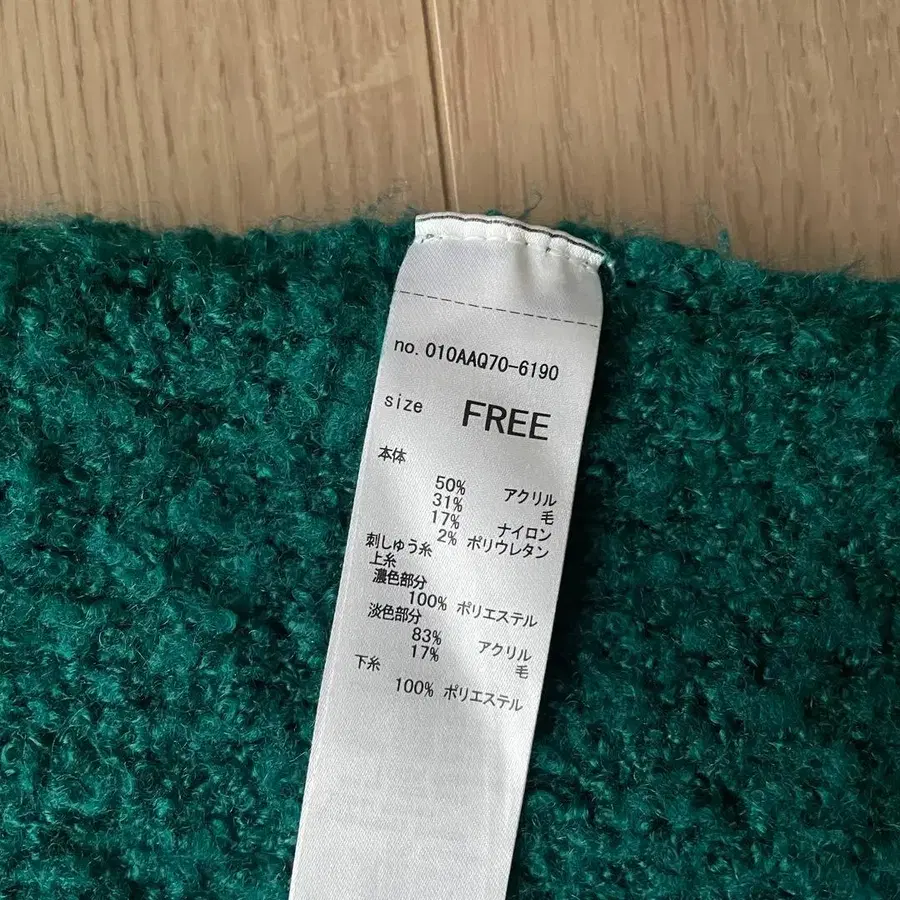 no. 010AAQ70-6190
size FREE
本体
50% アクリル
31% 毛
17% ナイロン
2% ポリウレタン
刺しゅう糸
上糸
濃色部分
100% ポリエステル
淡色部分
83% アクリル
17% 毛
下糸
100% ポリエステル